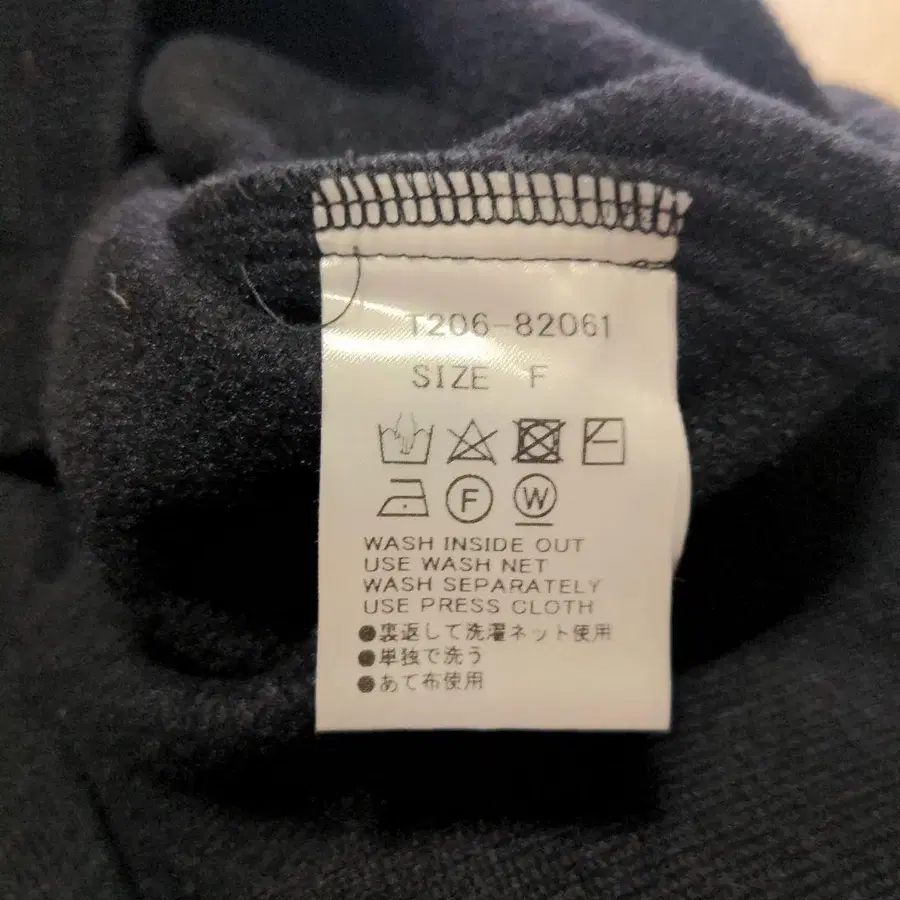 T206-82061
SIZE F
F W
WASH INSIDE OUT
USE WASH NET
WASH SEPARATELY
USE PRESS CLOTH
●裏返して洗濯ネット使用
●単独で洗う
●あて布使用